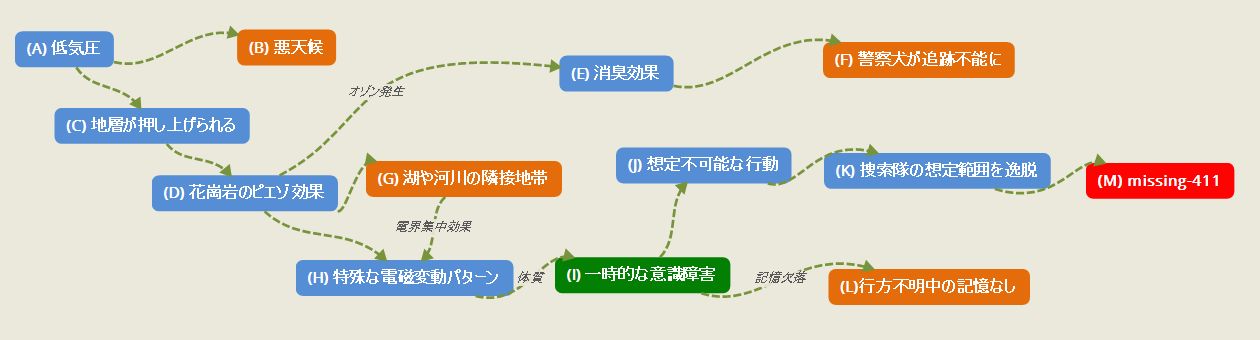 (A) 低気圧
(B) 悪天候
(C) 地層が押し上げられる
(D) 花崗岩のピエゾ効果
オゾン発生
(E) 消臭効果
(F) 警察犬が追跡不能に
(G) 湖や河川の隣接地帯
電界集中効果
(H) 特殊な電磁変動パターン
体質
(I) 一時的な意識障害
(J) 想定不可能な行動
(K) 捜索隊の想定範囲を逸脱
記憶欠落
(L)行方不明中の記憶なし
(M) missing-411